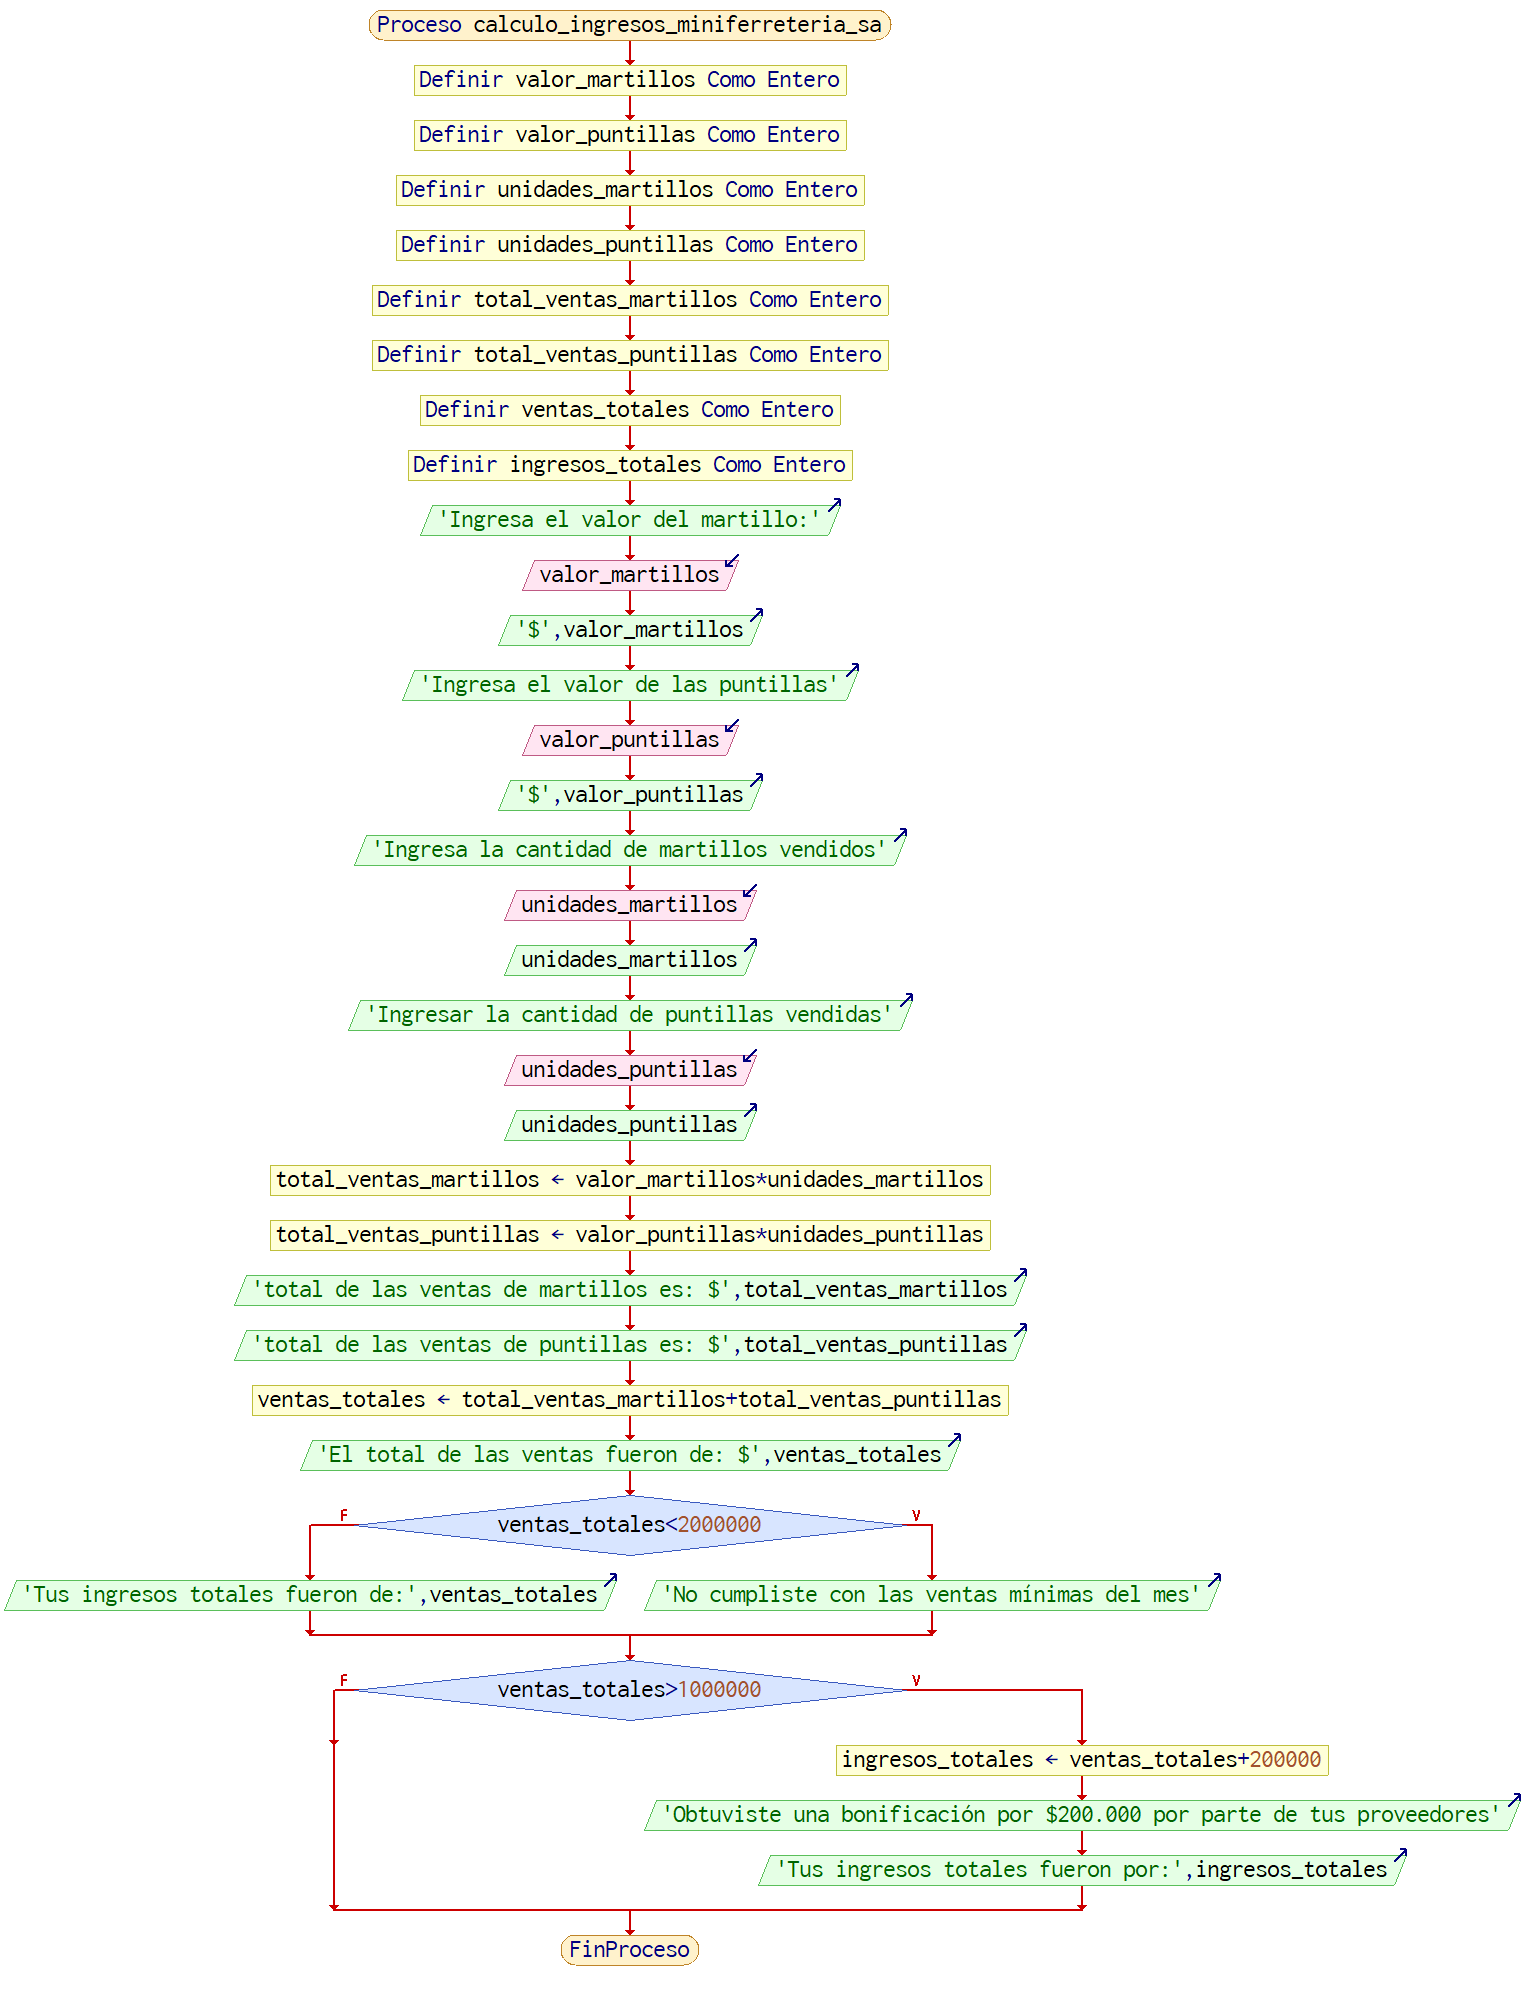 Proceso calculo_ingresos_miniferreteria_sa
Definir valor_martillos Como Entero
Definir valor_puntillas Como Entero
Definir unidades_martillos Como Entero
Definir unidades_puntillas Como Entero
Definir total_ventas_martillos Como Entero
Definir total_ventas_puntillas Como Entero
Definir ventas_totales Como Entero
Definir ingresos_totales Como Entero
'Ingresa el valor del martillo:'
valor_martillos
'$',valor_martillos
'Ingresa el valor de las puntillas'
valor_puntillas
'$',valor_puntillas
'Ingresa la cantidad de martillos vendidos'
unidades_martillos
unidades_martillos
'Ingresar la cantidad de puntillas vendidas'
unidades_puntillas
unidades_puntillas
total_ventas_martillos ← valor_martillos*unidades_martillos
total_ventas_puntillas ← valor_puntillas*unidades_puntillas
'total de las ventas de martillos es: $',total_ventas_martillos
'total de las ventas de puntillas es: $',total_ventas_puntillas
ventas_totales ← total_ventas_martillos+total_ventas_puntillas
'El total de las ventas fueron de: $',ventas_totales
F
V
ventas_totales<2000000
'Tus ingresos totales fueron de:',ventas_totales
'No cumpliste con las ventas mínimas del mes'
F
V
ventas_totales>1000000
ingresos_totales ← ventas_totales+200000
'Obtuviste una bonificación por $200.000 por parte de tus proveedores'
'Tus ingresos totales fueron por:',ingresos_totales
FinProceso